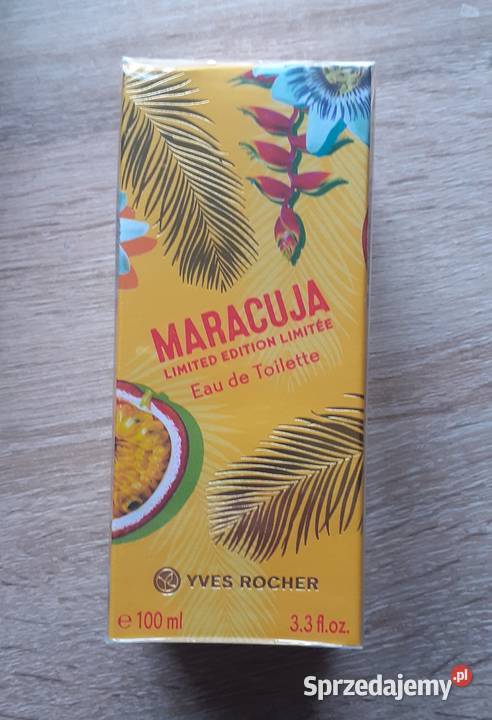 MARACUJA
LIMITED EDITION LIMITÉE
Eau de Toilette
YVES ROCHER
e 100 ml 3.3 fl.oz.
Sprzedajemy.pl